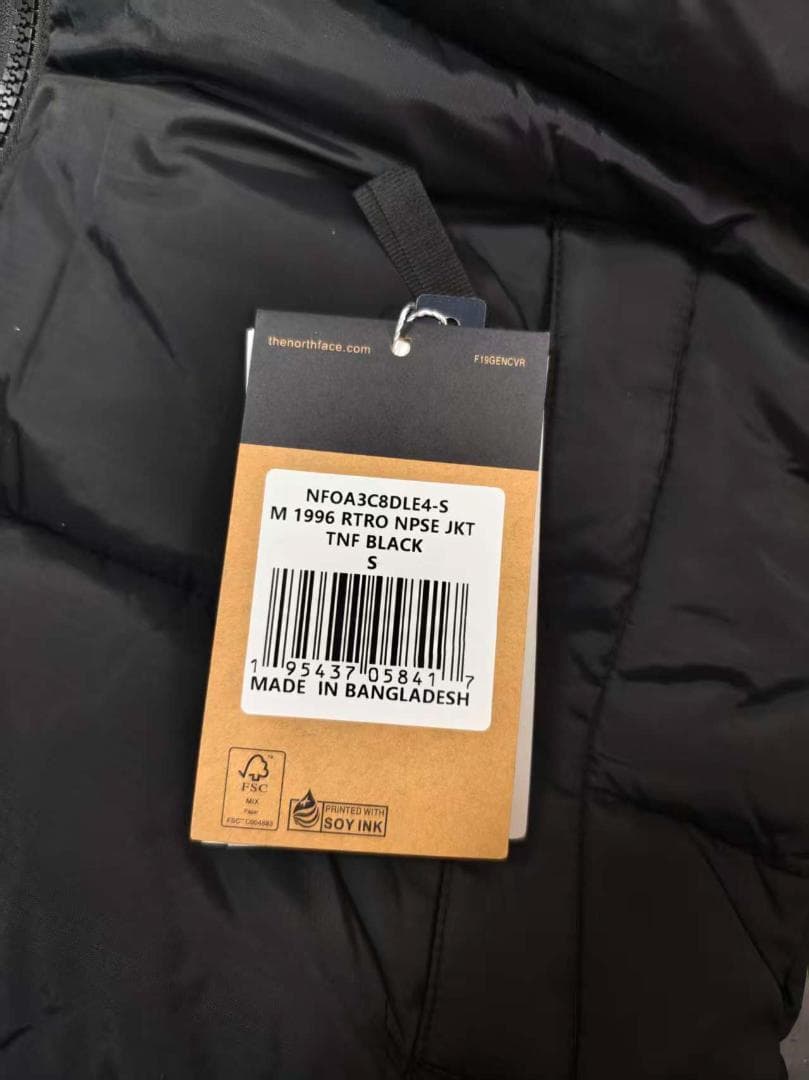 thenorthface.com
F19GENCVR
NFOA3C8DLE4-S
M 1996 RTRO NPSE JKT
TNF BLACK
S
1 95437 05841 7
MADE IN BANGLADESH
FSC
MIX
Paper
PRINTED WITH
SOY INK